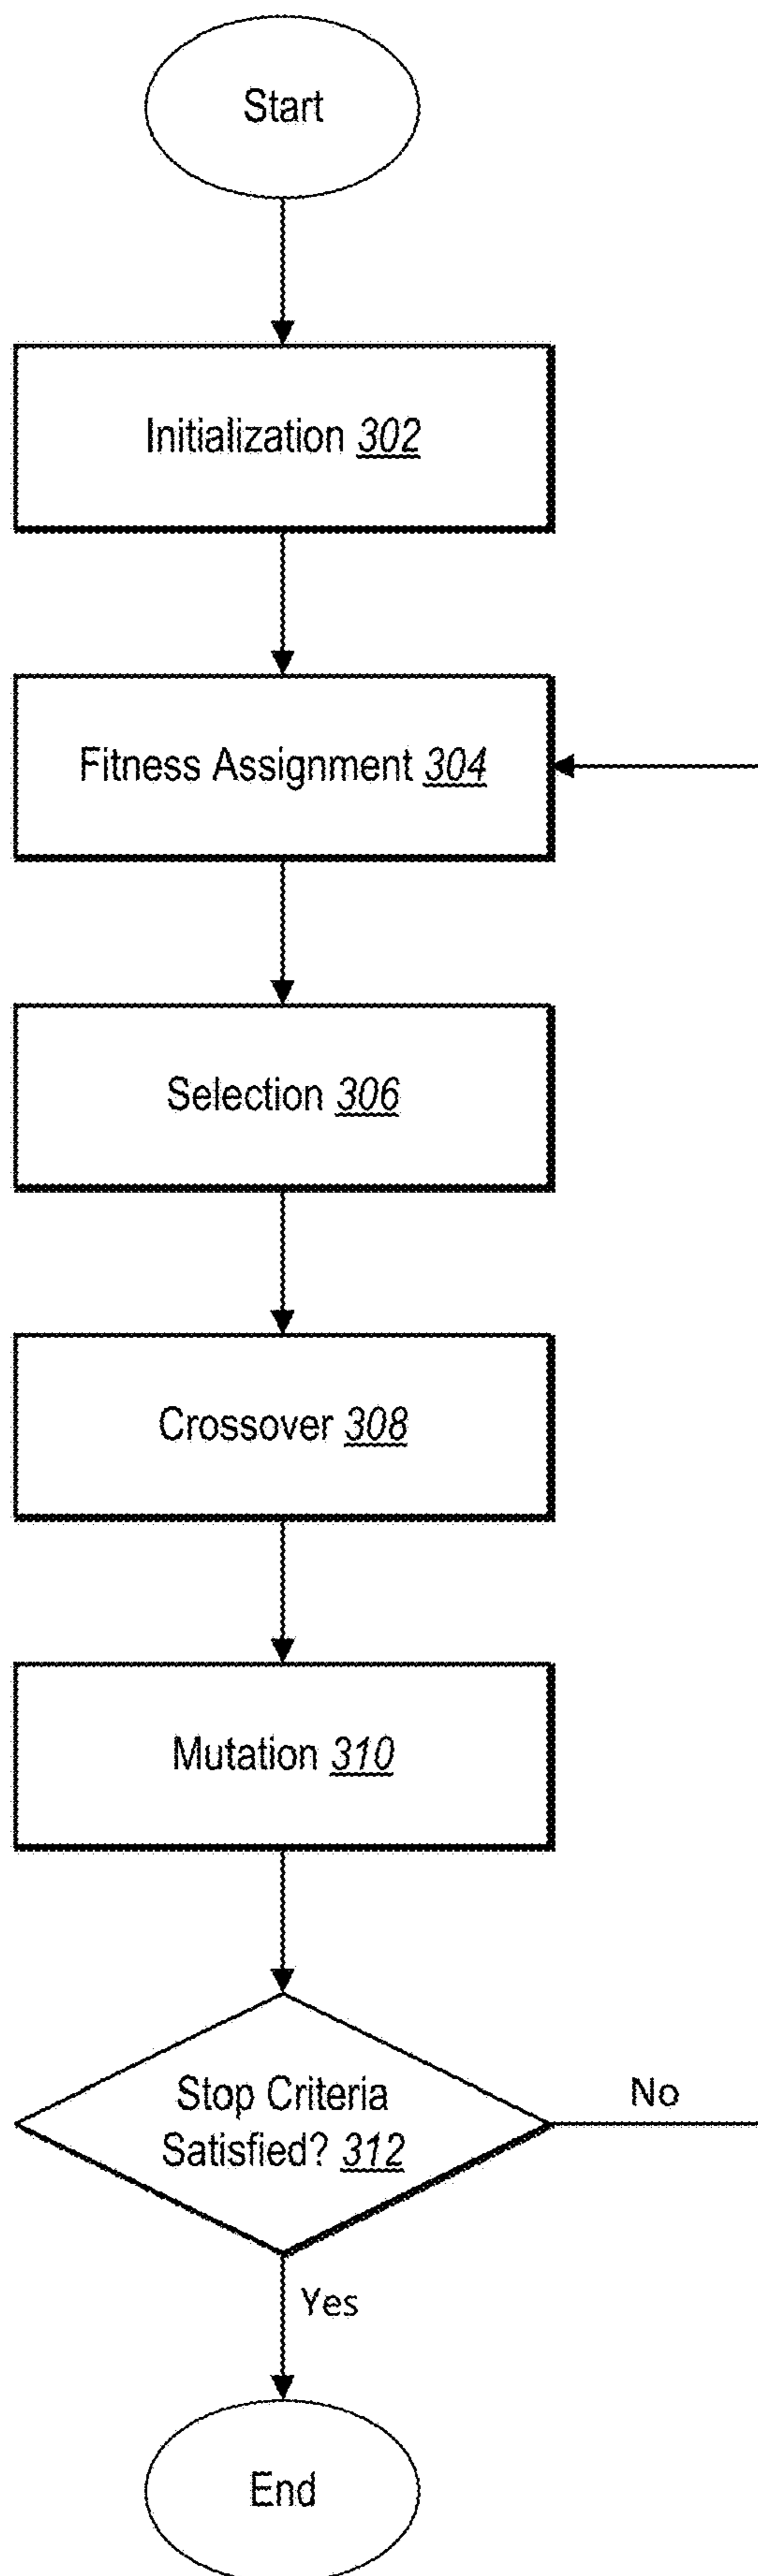 Start
Initialization 302
Fitness Assignment 304
Selection 306
Crossover 308
Mutation 310
Stop Criteria
Satisfied? 312
No
Yes
End